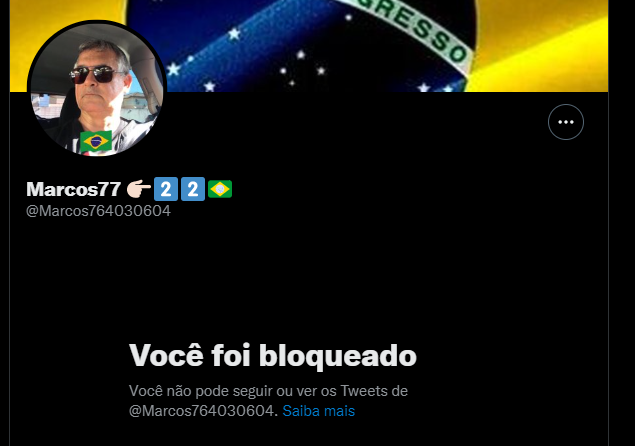 GRESSO
Marcos77 👉🏻2️⃣2️⃣🇧🇷
@Marcos764030604
Você foi bloqueado
Você não pode seguir ou ver os Tweets de
@Marcos764030604. Saiba mais